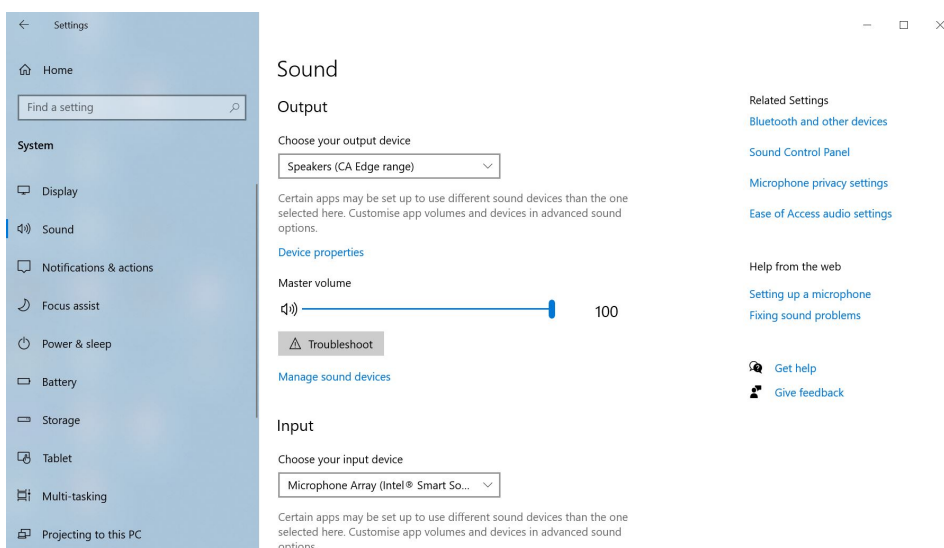 Settings
Home
Find a setting
System
Display
Sound
Notifications & actions
Focus assist
Power & sleep
Battery
Storage
Tablet
Multi-tasking
Projecting to this PC
Sound
Output
Choose your output device
Speakers (CA Edge range)
Certain apps may be set up to use different sound devices than the one
selected here. Customise app volumes and devices in advanced sound
options.
Device properties
Master volume
100
Troubleshoot
Manage sound devices
Input
Choose your input device
Microphone Array (Intel® Smart So...
Certain apps may be set up to use different sound devices than the one
selected here. Customise app volumes and devices in advanced sound
options.
Related Settings
Bluetooth and other devices
Sound Control Panel
Microphone privacy settings
Ease of Access audio settings
Help from the web
Setting up a microphone
Fixing sound problems
Get help
Give feedback